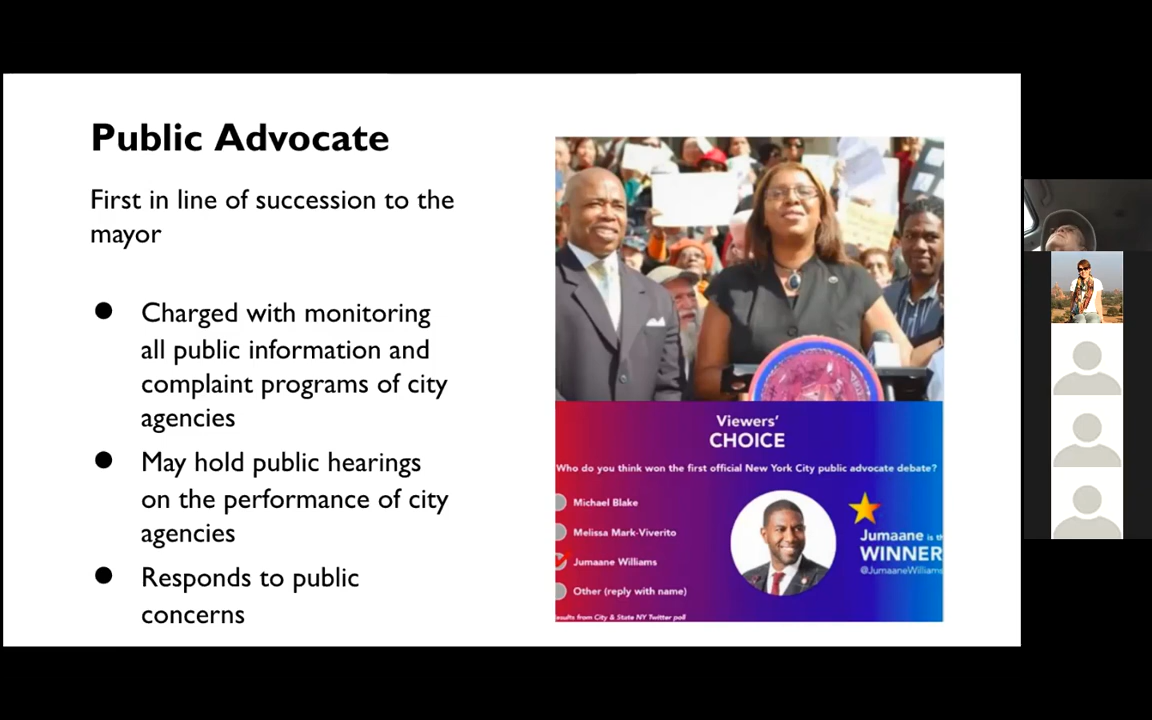 Public Advocate
First in line of succession to the
mayor
● Charged with monitoring
all public information and
complaint programs of city
agencies
● May hold public hearings
on the performance of city
agencies
● Responds to public
concerns
Viewers'
CHOICE
Who do you think won the first official New York City public advocate debate?
Michael Blake
Melissa Mark-Viverito
Jumaane Williams
Other (reply with name)
Jumaane is th
WINNER
@JumaaneWilliams
esults from City & State NY Twitter poll